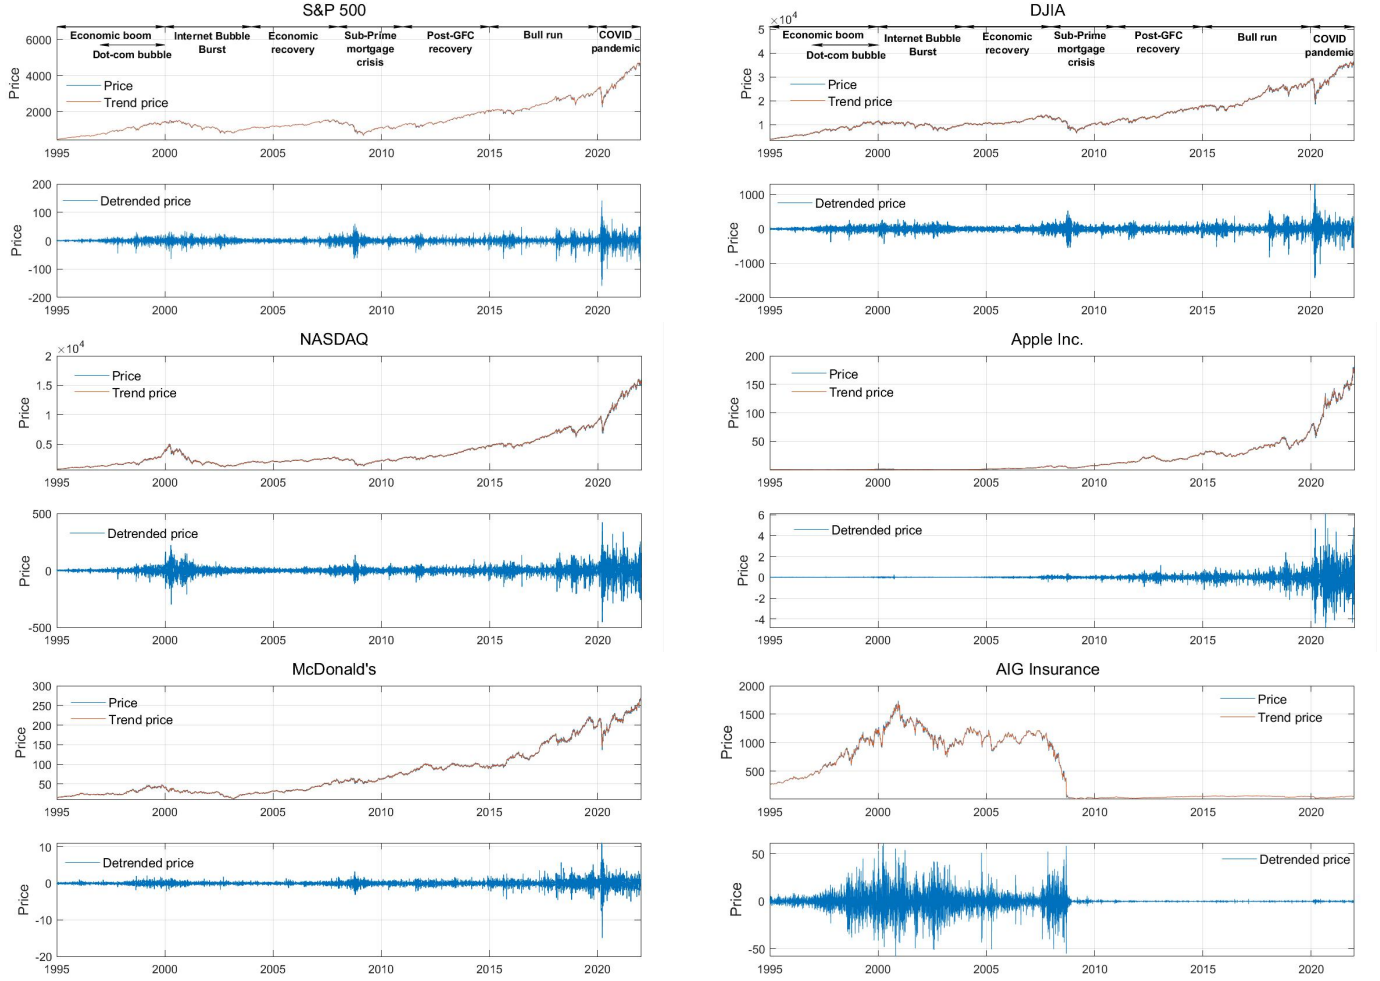 S&P 500
Economic boom
Dot-com bubble
Internet Bubble
Burst
Economic
recovery
Sub-Prime
mortgage
crisis
Post-GFC
recovery
Bull run
COVID
pandemic
Price
6000
4000
2000
Price
Trend price
1995 2000 2005 2010 2015 2020
Price
200
100
0
-100
-200
Detrended price
1995 2000 2005 2010 2015 2020
DJIA
×10⁴
Economic boom
Dot-com bubble
Internet Bubble
Burst
Economic
recovery
Sub-Prime
mortgage
crisis
Post-GFC
recovery
Bull run
COVID
pandemic
Price
5
4
3
2
1
Price
Trend price
1995 2000 2005 2010 2015 2020
Price
1000
0
-1000
-2000
Detrended price
1995 2000 2005 2010 2015 2020
NASDAQ
×10⁴
Price
2
1.5
1
0.5
Price
Trend price
1995 2000 2005 2010 2015 2020
Price
500
0
-500
Detrended price
1995 2000 2005 2010 2015 2020
Apple Inc.
Price
200
150
100
50
Price
Trend price
1995 2000 2005 2010 2015 2020
Price
6
4
2
0
-2
-4
Detrended price
1995 2000 2005 2010 2015 2020
McDonald's
Price
300
250
200
150
100
50
Price
Trend price
1995 2000 2005 2010 2015 2020
Price
10
0
-10
-20
Detrended price
1995 2000 2005 2010 2015 2020
AIG Insurance
Price
2000
1500
1000
500
Price
Trend price
1995 2000 2005 2010 2015 2020
Price
50
0
-50
Detrended price
1995 2000 2005 2010 2015 2020